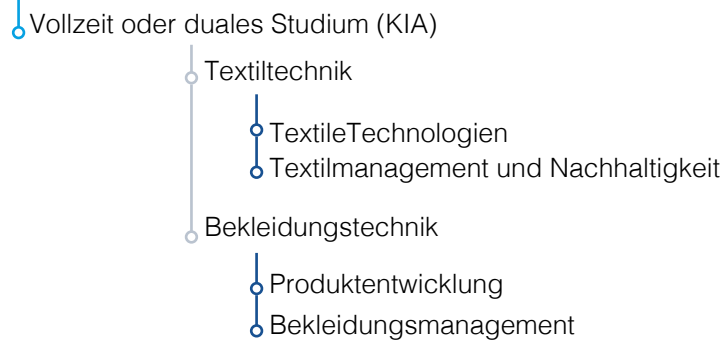 Vollzeit oder duales Studium (KIA)
Textiltechnik
TextileTechnologien
Textilmanagement und Nachhaltigkeit
Bekleidungstechnik
Produktentwicklung
Bekleidungsmanagement